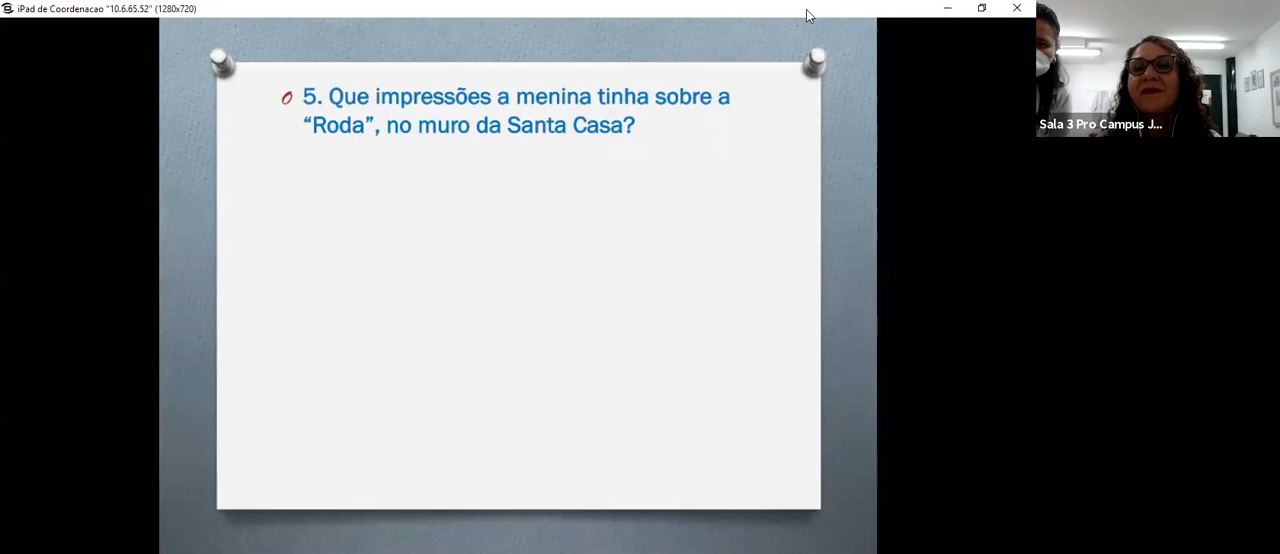 iPad de Coordenacao "10.6.65.52" (1280x720)
5. Que impressões a menina tinha sobre a
“Roda”, no muro da Santa Casa?
Sala 3 Pro Campus J...